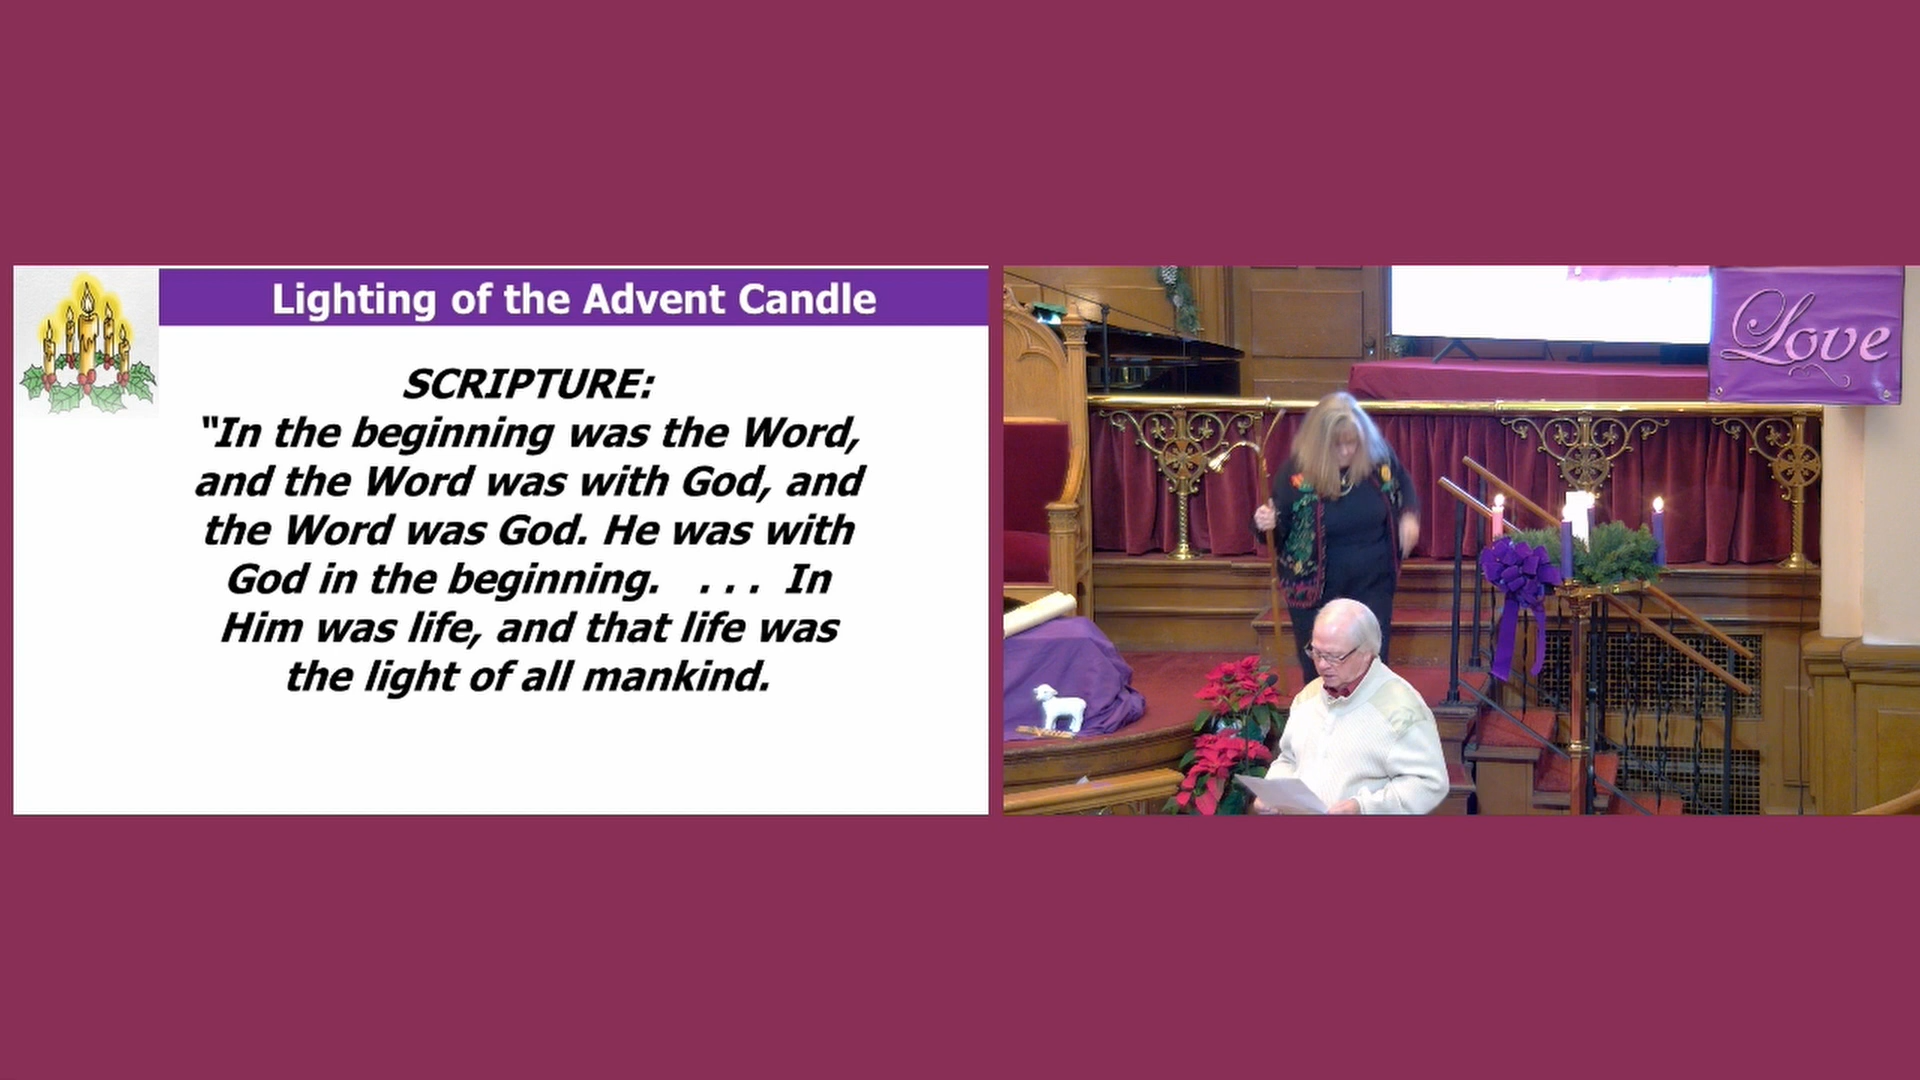 Lighting of the Advent Candle
SCRIPTURE:
“In the beginning was the Word,
and the Word was with God, and
the Word was God. He was with
God in the beginning.   . . .  In
Him was life, and that life was
the light of all mankind.
Love